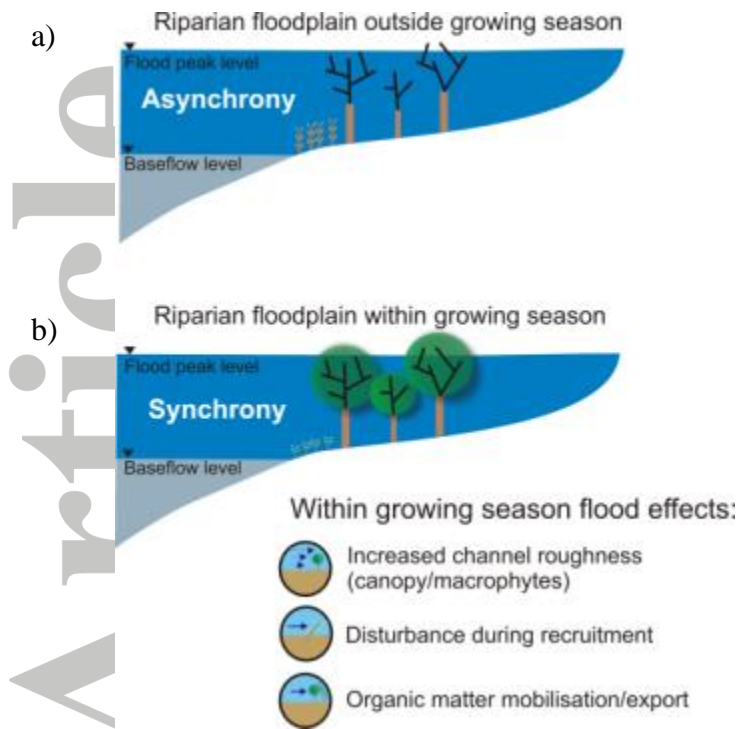 a)
Riparian floodplain outside growing season
Flood peak level
Asynchrony
Baseflow level
b)
Riparian floodplain within growing season
Flood peak level
Synchrony
Baseflow level
Within growing season flood effects:
Increased channel roughness
(canopy/macrophytes)
Disturbance during recruitment
Organic matter mobilisation/export
Article